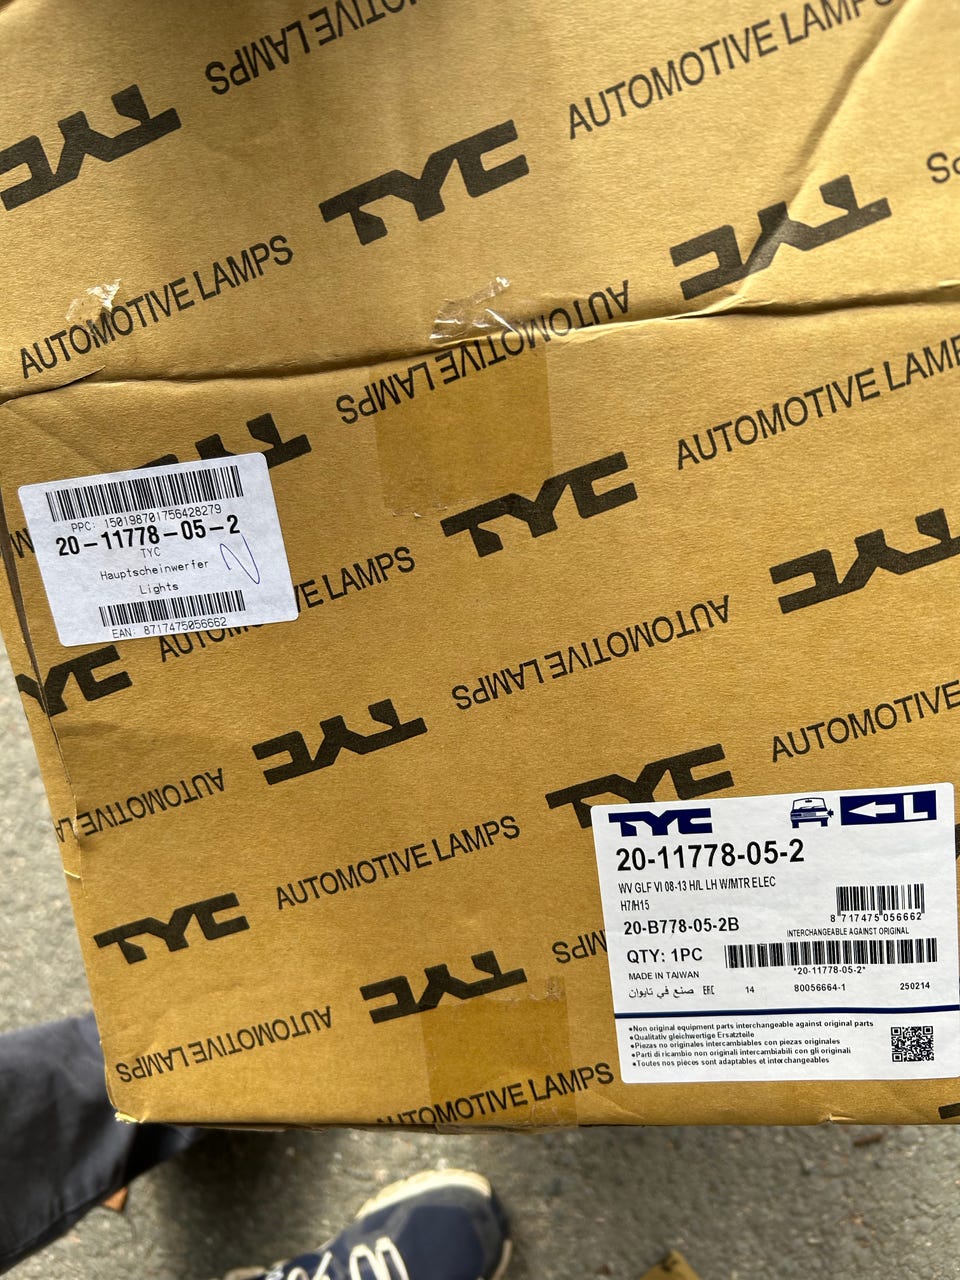 AUTOMOTIVE LAMPS
TYC
AUTOMOTIVE LAMPS
TYC
TYC
AUTOMOTIVE LAMPS
AUTOMOTIVE LAMPS
TYC
AUTOMOTIVE LAMPS
TYC
TYC
PPC: 150198701756428279
20-11778-05-2
TYC
Hauptscheinwerfer
Lights
EAN: 8717475056662
LAMPS
TYC
AUTOMOTIVE LAMPS
TYC
TYC
AUTOMOTIVE
AUTOMOTIVE
TYC
AUTOMOTIVE LAMPS
TYC
TYC
LAMPS
AUTOMOTIVE LAMPS
AUTOMOTIVE LAMPS
TYC
L
20-11778-05-2
WV GLF VI 08-13 H/L LH W/MTR ELEC
H7/H15
8 717475 056662
20-B778-05-2B
INTERCHANGEABLE AGAINST ORIGINAL
QTY: 1PC
*20-11778-05-2*
MADE IN TAIWAN
صنع في تايوان EAC 14 80056664-1 250214
•Non original equipment parts interchangeable against original parts
•Qualitativ gleichwertige Ersatzteile
•Piezas no originales intercambiables con piezas originales
•Parti di ricambio non originali intercambiabili con gli originali
•Toutes nos pièces sont adaptables et interchangeables